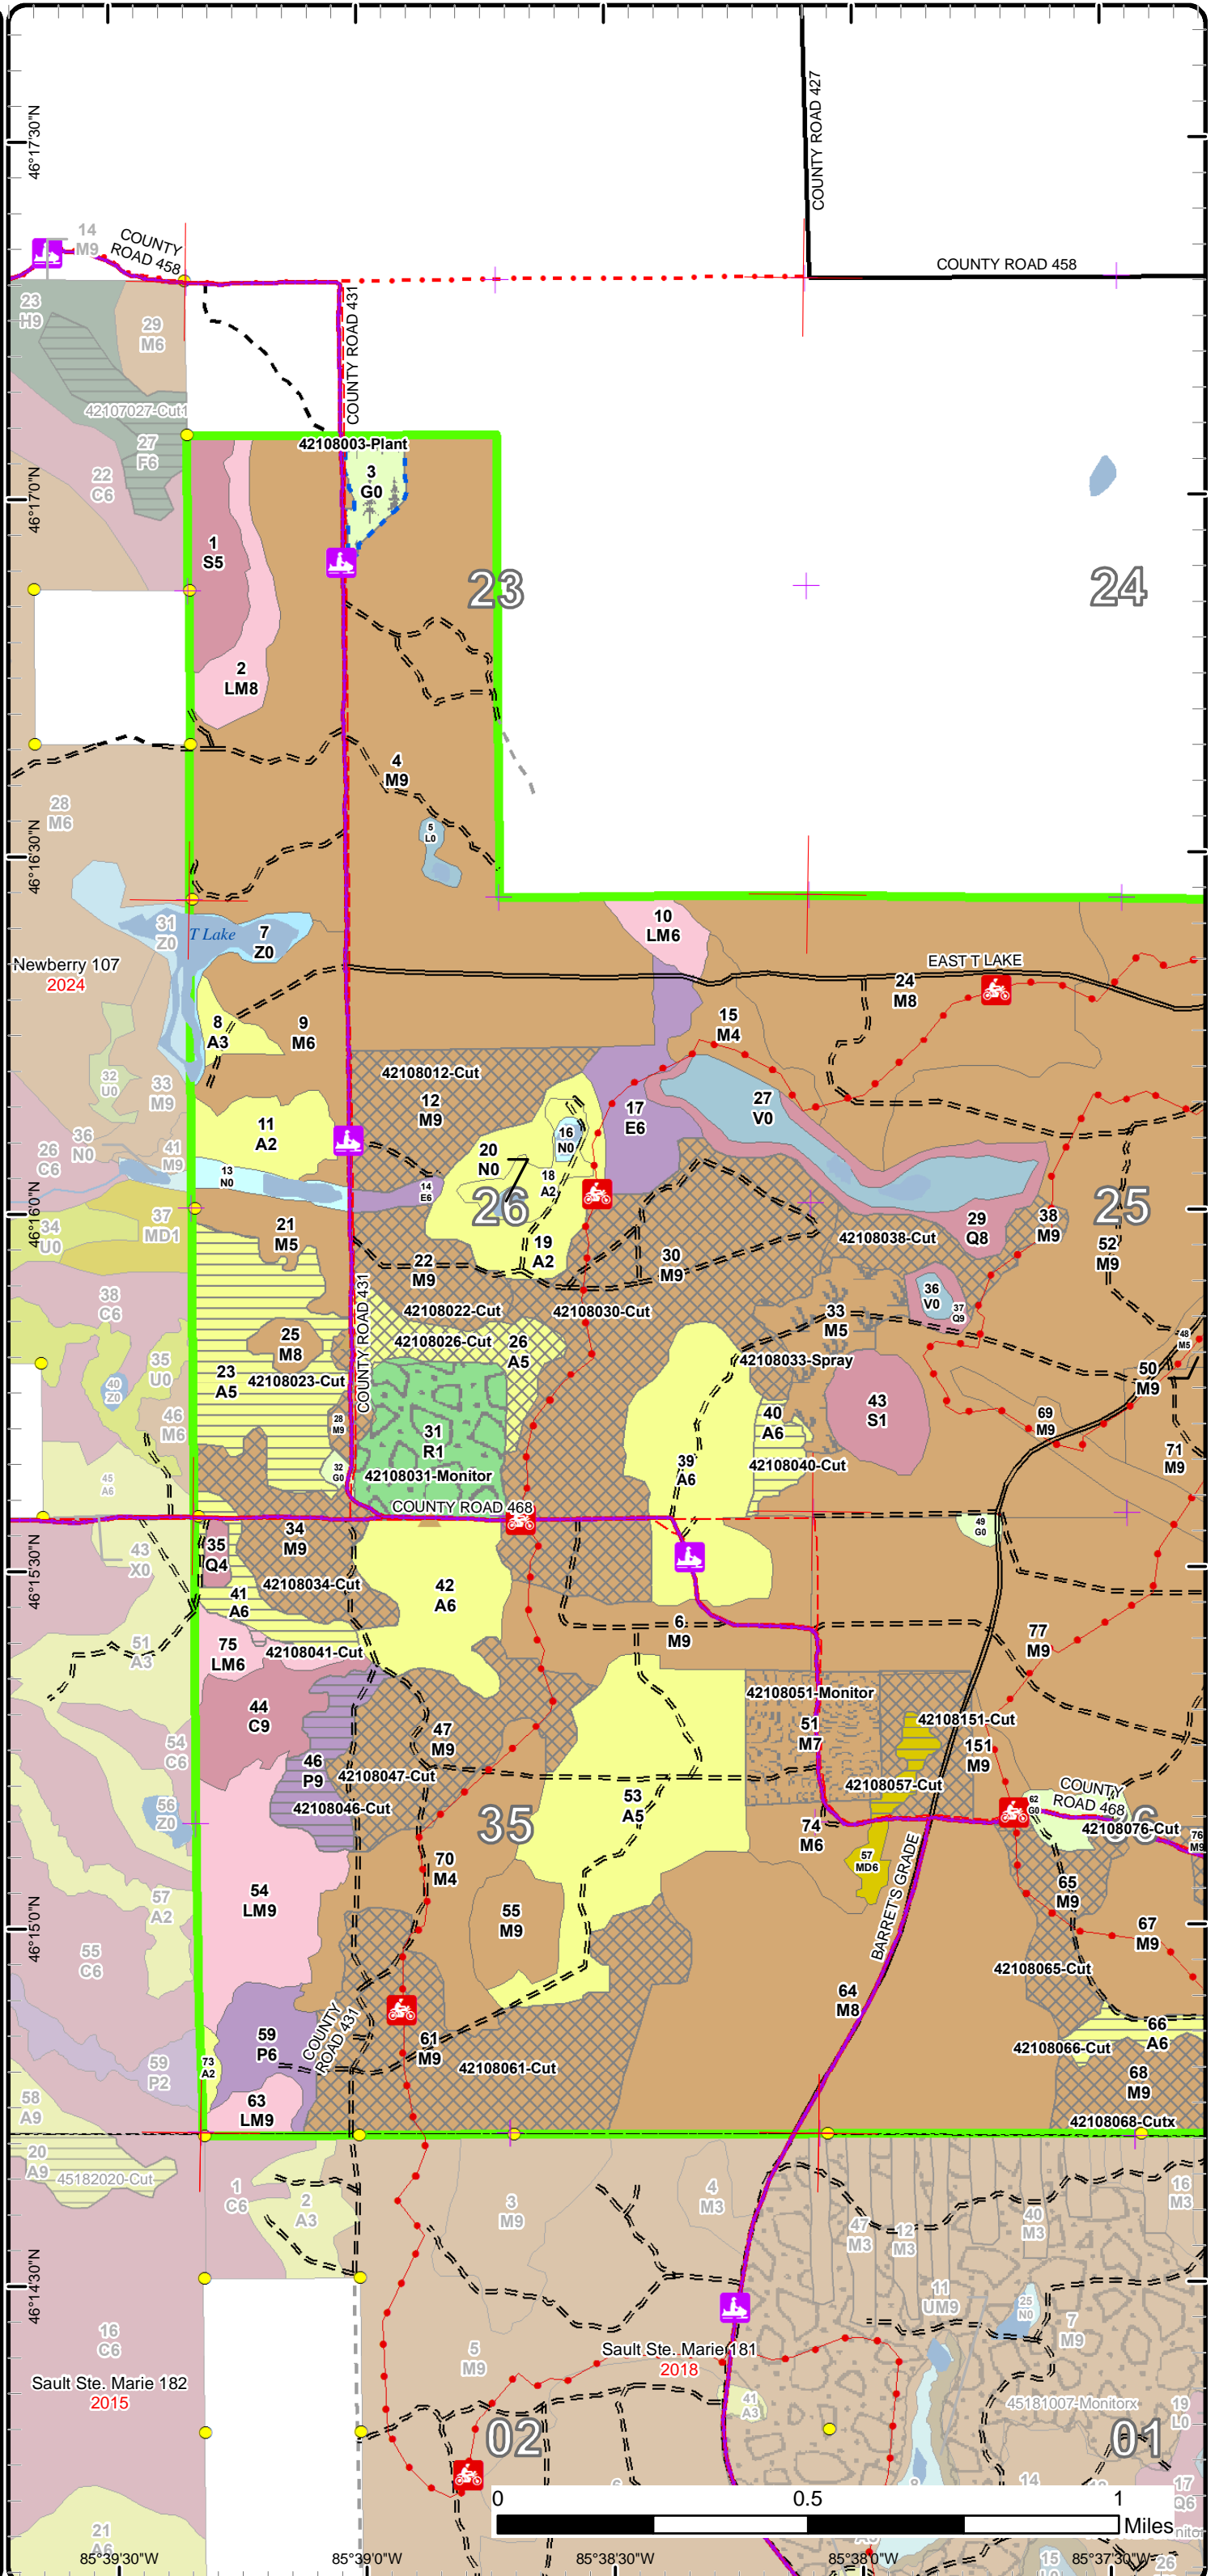 COUNTY ROAD 427
46°17'30"N
14
M9
COUNTY
ROAD 458
COUNTY ROAD 458
23
H9
29
M6
COUNTY ROAD 431
42107027-Cut1
27
F6
22
C6
42108003-Plant
3
G0
46°17'0"N
1
S5
23
24
2
LM8
4
M9
28
M6
5
L0
46°16'30"N
31
Z0
T Lake
7
Z0
10
LM6
Newberry 107
2024
EAST T LAKE
24
M8
8
A3
9
M6
15
M4
32
U0
33
M9
42108012-Cut
12
M9
27
V0
17
E6
11
A2
26
C6
36
N0
41
M9
13
N0
14
E6
20
N0
16
N0
18
A2
26
25
46°16'0"N
34
U0
37
MD1
21
M5
22
M9
19
A2
30
M9
42108038-Cut
29
Q8
38
M9
52
M9
38
C6
42108022-Cut
42108030-Cut
36
V0
37
Q9
33
M5
COUNTY ROAD 431
42108026-Cut
26
A5
25
M8
35
U0
23
A5
42108023-Cut
42108033-Spray
48
M5
50
M9
40
Z0
46
M6
28
M9
31
R1
42108031-Monitor
43
S1
40
A6
42108040-Cut
69
M9
71
M9
39
A6
32
G0
45
A6
COUNTY ROAD 468
49
G0
43
X0
34
M9
35
Q4
42108034-Cut
41
A6
42
A6
46°15'30"N
51
A3
75
LM6
42108041-Cut
6
M9
77
M9
44
C9
54
C6
42108051-Monitor
51
M7
42108151-Cut
151
M9
47
M9
46
P9
42108047-Cut
42108046-Cut
42108057-Cut
COUNTY
ROAD 468
62
G0
42108076-Cut
76
M9
56
Z0
35
53
A5
74
M6
57
MD6
70
M4
BARRETS GRADE
65
M9
54
LM9
57
A2
55
M9
67
M9
46°15'0"N
55
C6
42108065-Cut
64
M8
COUNTY
ROAD 431
59
P6
61
M9
66
A6
42108066-Cut
59
P2
73
A2
42108061-Cut
68
M9
58
A9
63
LM9
42108068-Cutx
20
A9
45182020-Cut
1
C6
2
A3
3
M9
4
M3
47
M3
12
M3
40
M3
16
M3
46°14'30"N
11
UM9
25
N0
7
M9
16
C6
5
M9
Sault Ste. Marie 181
2018
Sault Ste. Marie 182
2015
41
A3
45181007-Monitorx
19
L0
02
01
17
Q6
14
0
0.5
1
Miles
21
A6
15
26
85°39'30"W
85°39'0"W
85°38'30"W
85°38'0"W
85°37'30"W